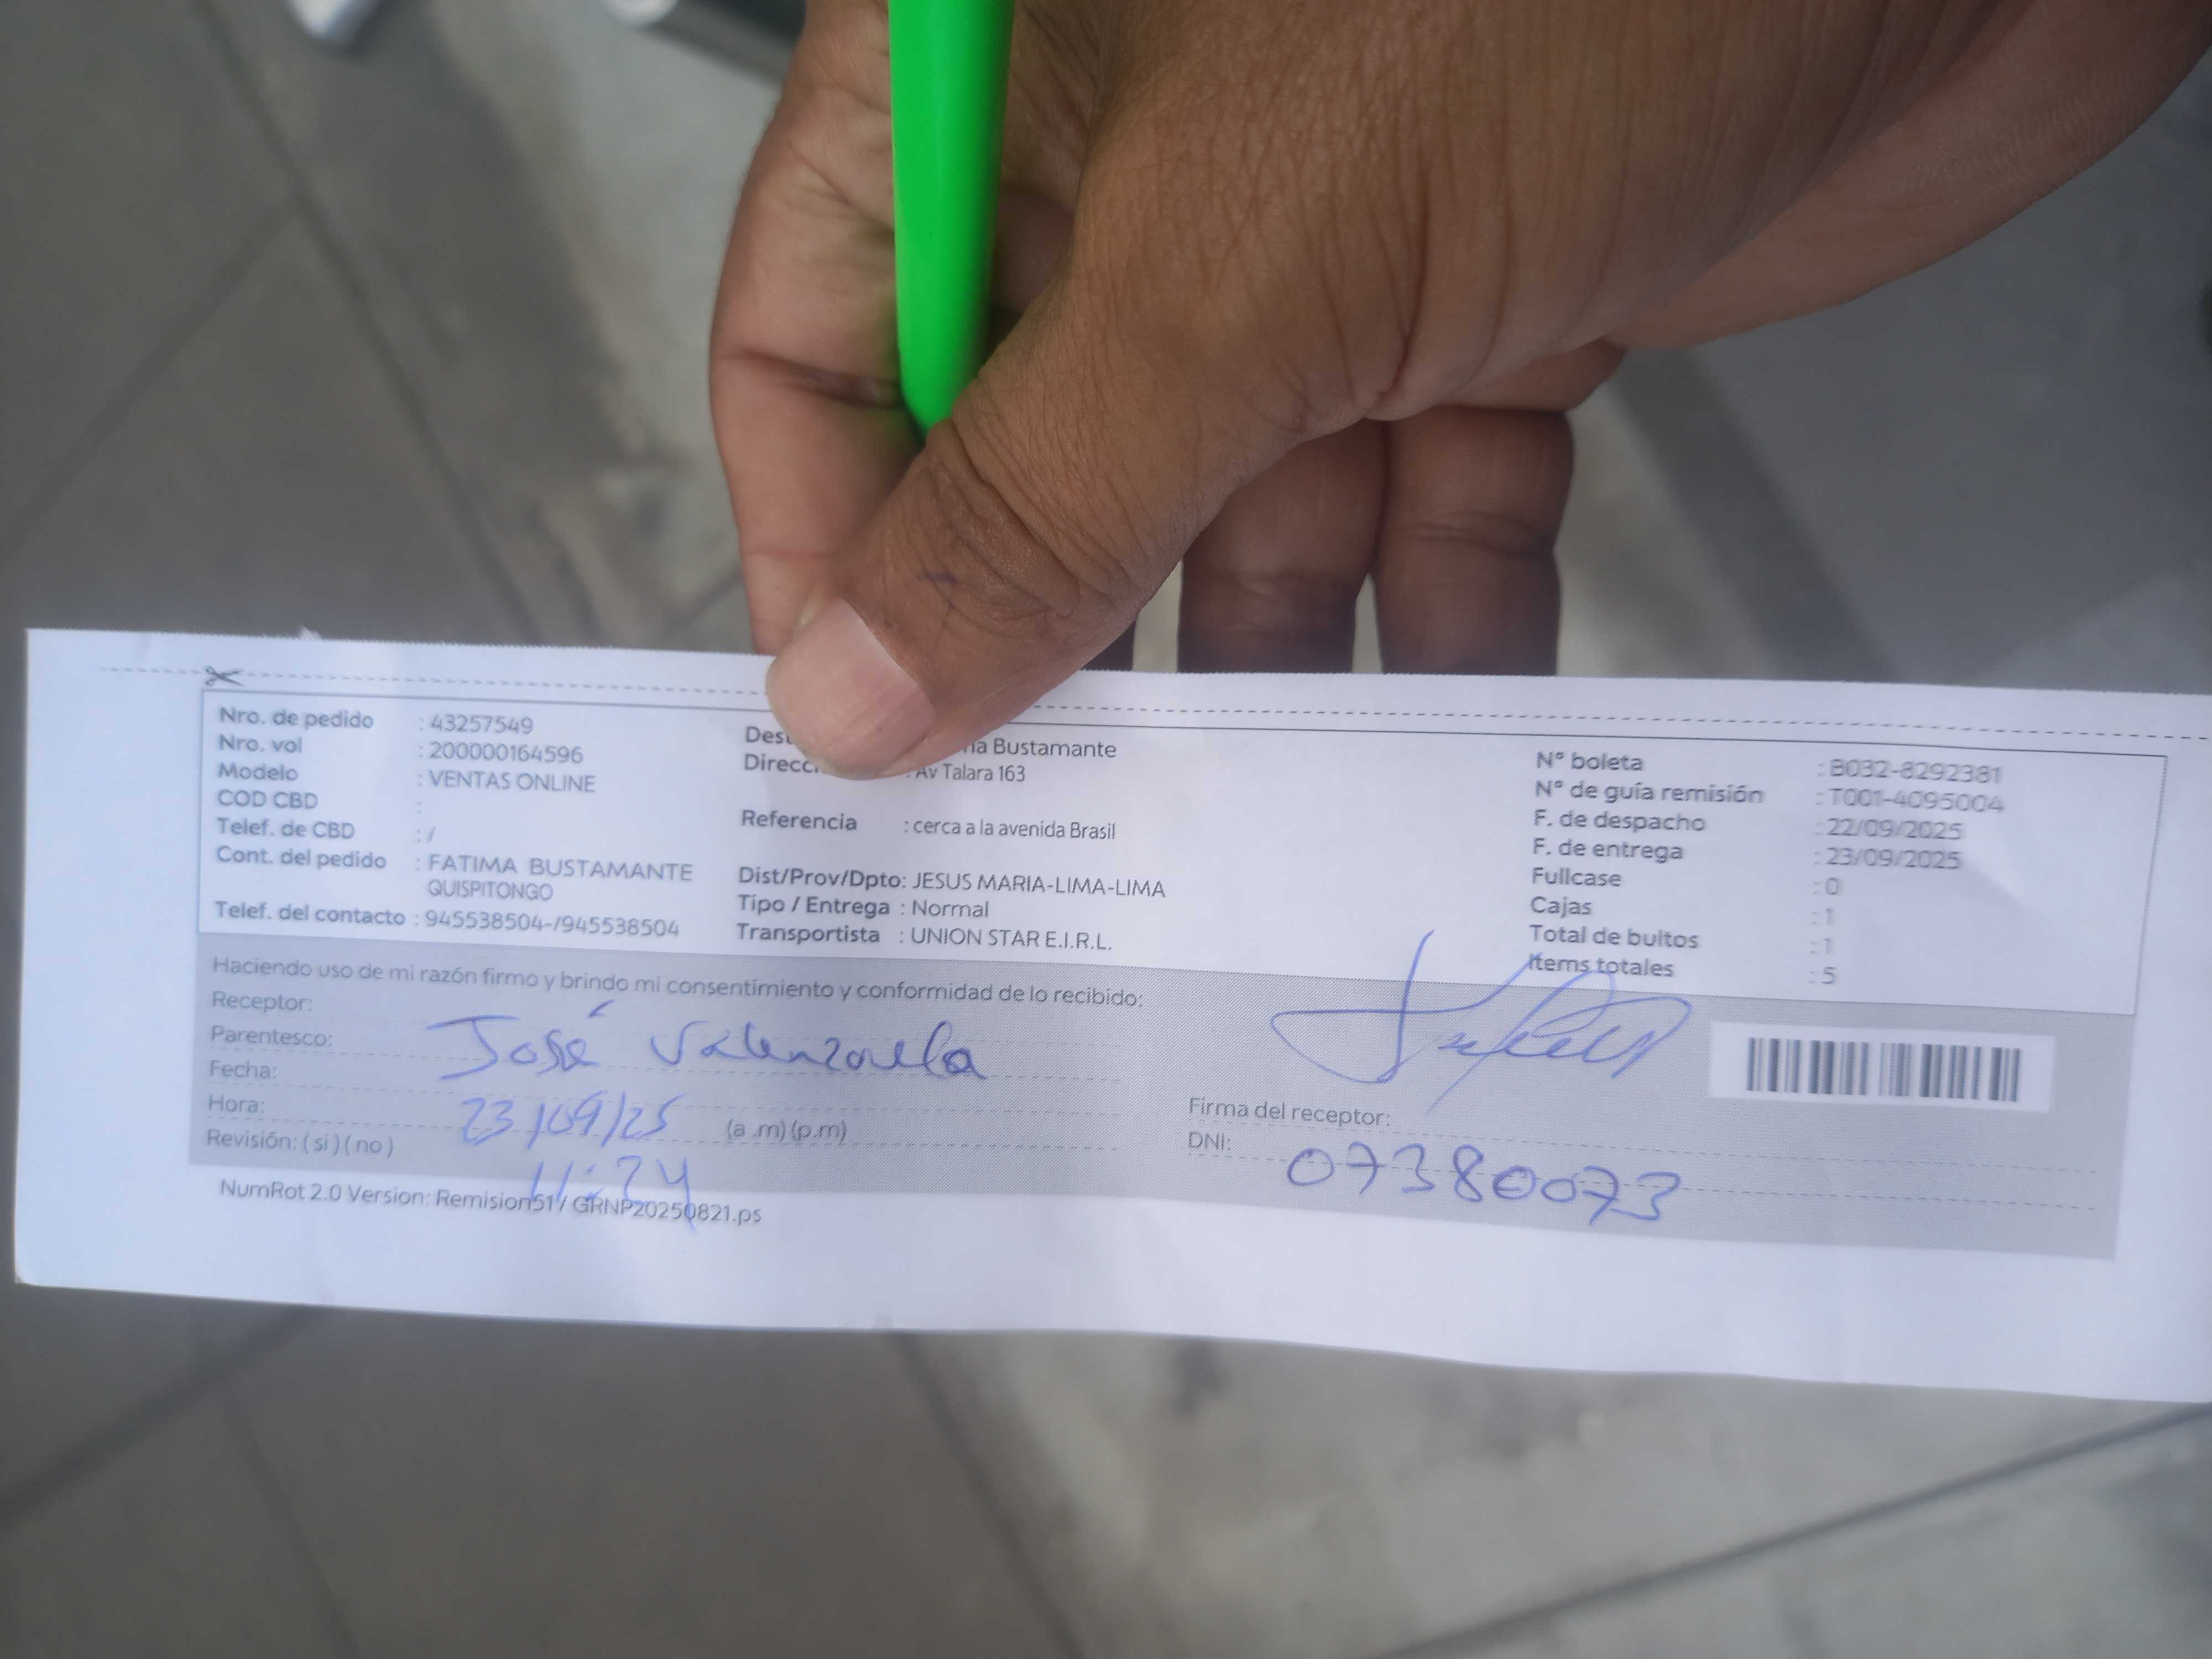 Nro. de pedido : 43257549
Nro. vol : 200000164596
Modelo : VENTAS ONLINE
COD CBD :
Telef. de CBD : /
Cont. del pedido : FATIMA BUSTAMANTE
QUISPITONGO
Telef. del contacto : 945538504-/945538504
Bustamante
: Av Talara 163
Referencia : cerca a la avenida Brasil
Dist/Prov/Dpto: JESUS MARIA-LIMA-LIMA
Tipo / Entrega : Normal
Transportista : UNION STAR E.I.R.L.
N° boleta : B032-8292381
N° de guía remisión : T001-4095004
F. de despacho : 22/09/2025
F. de entrega : 23/09/2025
Fullcase : 0
Cajas : 1
Total de bultos : 1
Items totales : 5
Haciendo uso de mi razón firmo y brindo mi consentimiento y conformidad de lo recibido:
Receptor:
Parentesco: José Valenzuela
Fecha:
Hora: 23/09/25 (a .m) (p.m)
Revisión: ( si ) ( no ) 11:24
Firma del receptor:
DNI: 07380073
NumRot 2.0 Version: Remision51 / GRNP20250821.ps